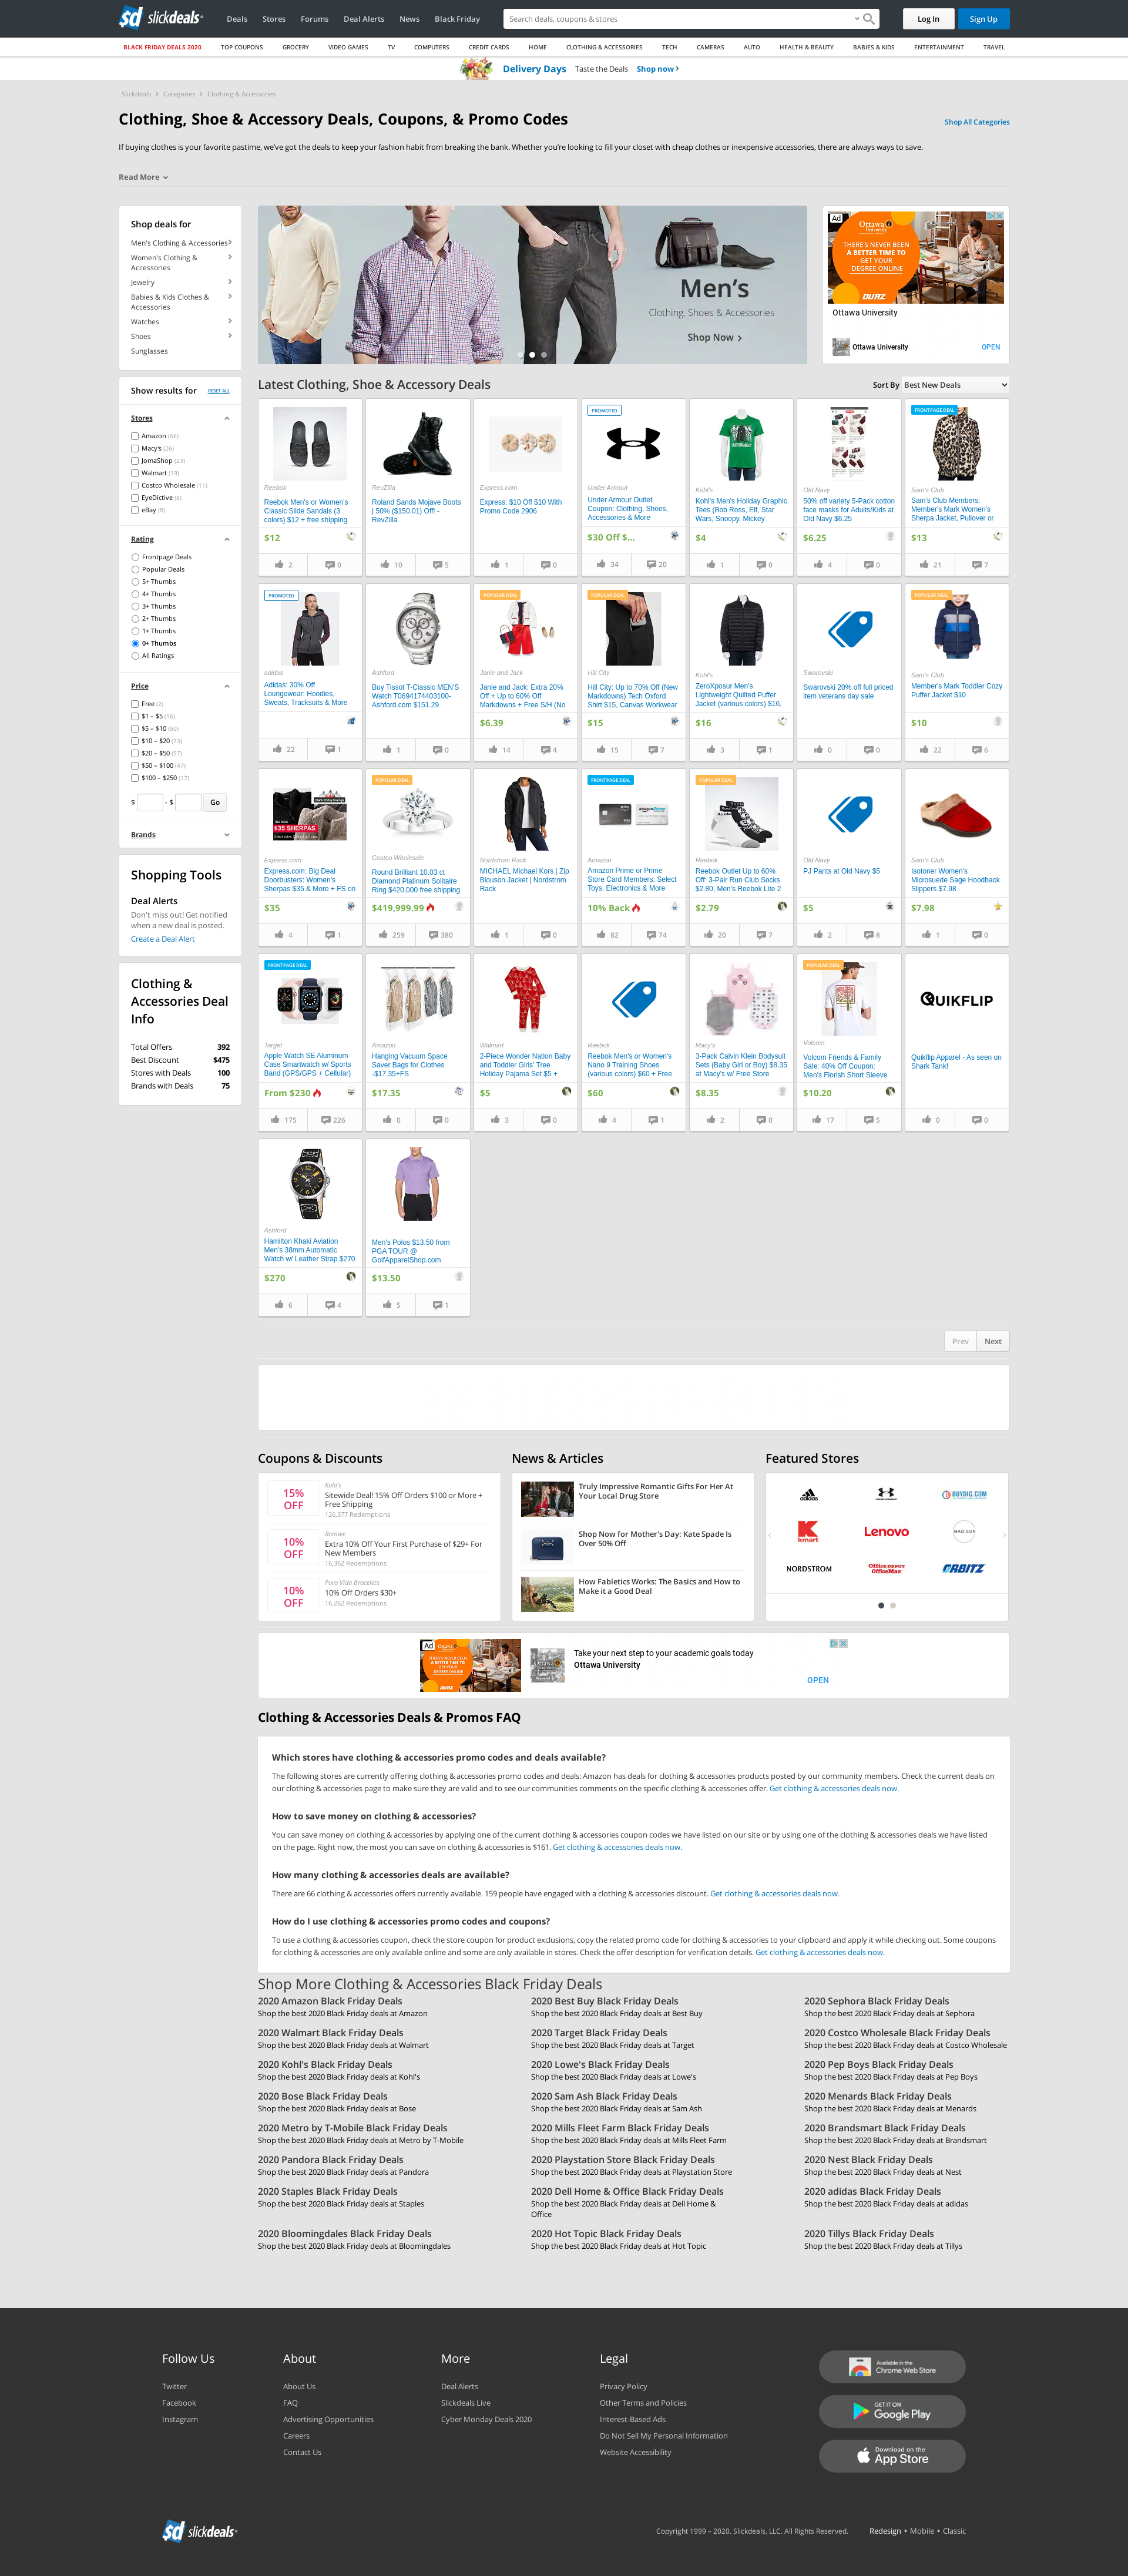 sd slickdeals
Deals
Stores
Forums
Deal Alerts
News
Black Friday
Search deals, coupons & stores
Log In
Sign Up
BLACK FRIDAY DEALS 2020
TOP COUPONS
GROCERY
VIDEO GAMES
TV
COMPUTERS
CREDIT CARDS
HOME
CLOTHING & ACCESSORIES
TECH
CAMERAS
AUTO
HEALTH & BEAUTY
BABIES & KIDS
ENTERTAINMENT
TRAVEL
Delivery Days Taste the Deals Shop now
Slickdeals > Categories > Clothing & Accessories
Clothing, Shoe & Accessory Deals, Coupons, & Promo Codes
Shop All Categories
If buying clothes is your favorite pastime, we've got the deals to keep your fashion habit from breaking the bank. Whether you're looking to fill your closet with cheap clothes or inexpensive accessories, there are always ways to save.
Read More
Shop deals for
Men's Clothing & Accessories
Women's Clothing &
Accessories
Jewelry
Babies & Kids Clothes &
Accessories
Watches
Shoes
Sunglasses
Men's
Clothing, Shoes & Accessories
Shop Now
Ad
Ottawa
University
THERE'S NEVER BEEN
A BETTER TIME TO
GET YOUR
DEGREE ONLINE
OURZ
Ottawa University
Ottawa University
OPEN
Show results for
RESET ALL
Stores
Amazon (66)
Macy's (26)
JomaShop (23)
Walmart (19)
Costco Wholesale (11)
EyeDictive (8)
eBay (8)
Rating
Frontpage Deals
Popular Deals
5+ Thumbs
4+ Thumbs
3+ Thumbs
2+ Thumbs
1+ Thumbs
0+ Thumbs
All Ratings
Price
Free (2)
$1 – $5 (16)
$5 – $10 (60)
$10 – $20 (73)
$20 – $50 (57)
$50 – $100 (47)
$100 – $250 (17)
$ - $ Go
Brands
Shopping Tools
Deal Alerts
Don't miss out! Get notified
when a new deal is posted.
Create a Deal Alert
Clothing &
Accessories Deal
Info
Total Offers 392
Best Discount $475
Stores with Deals 100
Brands with Deals 75
Latest Clothing, Shoe & Accessory Deals
Sort By Best New Deals
Reebok
Reebok Men's or Women's
Classic Slide Sandals (3
colors) $12 + free shipping
$12
2 0
RevZilla
Roland Sands Mojave Boots
| 50% ($150.01) Off! -
RevZilla
10 5
Express.com
Express: $10 Off $10 With
Promo Code 2906
1 0
PROMOTED
Under Armour
Under Armour Outlet
Coupon: Clothing, Shoes,
Accessories & More
$30 Off $...
34 20
Kohl's
Kohl's Men's Holiday Graphic
Tees (Bob Ross, Elf, Star
Wars, Snoopy, Mickey
$4
1 0
Old Navy
50% off variety 5-Pack cotton
face masks for Adults/Kids at
Old Navy $6.25
$6.25
4 0
FRONTPAGE DEAL
Sam's Club
Sam's Club Members:
Member's Mark Women's
Sherpa Jacket, Pullover or
$13
21 7
PROMOTED
adidas
Adidas: 30% Off
Loungewear: Hoodies,
Sweats, Tracksuits & More
22 1
Ashford
Buy Tissot T-Classic MEN'S
Watch T0694174403100-
Ashford.com $151.29
1 0
POPULAR DEAL
Janie and Jack
Janie and Jack: Extra 20%
Off + Up to 60% Off
Markdowns + Free S/H (No
$6.39
14 4
POPULAR DEAL
Hill City
Hill City: Up to 70% Off (New
Markdowns) Tech Oxford
Shirt $15, Canvas Workwear
$15
15 7
Kohl's
ZeroXposur Men's
Lightweight Quilted Puffer
Jacket (various colors) $16,
$16
3 1
Swarovski
Swarovski 20% off full priced
item veterans day sale
0 0
POPULAR DEAL
Sam's Club
Member's Mark Toddler Cozy
Puffer Jacket $10
$10
22 6
$35 SHERPAS
Express.com
Express.com: Big Deal
Doorbusters: Women's
Sherpas $35 & More + FS on
$35
4 1
POPULAR DEAL
Costco Wholesale
Round Brilliant 10.03 ct
Diamond Platinum Solitaire
Ring $420,000 free shipping
$419,999.99
259 380
Nordstrom Rack
MICHAEL Michael Kors | Zip
Blouson Jacket | Nordstrom
Rack
1 0
FRONTPAGE DEAL
Amazon
Amazon Prime or Prime
Store Card Members: Select
Toys, Electronics & More
10% Back
82 74
POPULAR DEAL
Reebok
Reebok Outlet Up to 60%
Off: 3-Pair Run Club Socks
$2.80, Men's Reebok Lite 2
$2.79
20 7
Old Navy
PJ Pants at Old Navy $5
$5
2 8
Sam's Club
Isotoner Women's
Microsuede Sage Hoodback
Slippers $7.98
$7.98
1 0
FRONTPAGE DEAL
Target
Apple Watch SE Aluminum
Case Smartwatch w/ Sports
Band (GPS/GPS + Cellular)
From $230
175 226
Amazon
Hanging Vacuum Space
Saver Bags for Clothes
-$17.35+FS
$17.35
0 0
Walmart
2-Piece Wonder Nation Baby
and Toddler Girls' Tree
Holiday Pajama Set $5 +
$5
3 0
Reebok
Reebok Men's or Women's
Nano 9 Training Shoes
(various colors) $60 + Free
$60
4 1
Macy's
3-Pack Calvin Klein Bodysuit
Sets (Baby Girl or Boy) $8.35
at Macy's w/ Free Store
$8.35
2 0
POPULAR DEAL
Volcom
Volcom Friends & Family
Sale: 40% Off Coupon:
Men's Florish Short Sleeve
$10.20
17 5
QUIKFLIP
Quikflip Apparel - As seen on
Shark Tank!
0 0
Ashford
Hamilton Khaki Aviation
Men's 38mm Automatic
Watch w/ Leather Strap $270
$270
6 4
Men's Polos $13.50 from
PGA TOUR @
GolfApparelShop.com
$13.50
5 1
Prev Next
Coupons & Discounts
15%
OFF
Kohl's
Sitewide Deal! 15% Off Orders $100 or More +
Free Shipping
126,377 Redemptions
10%
OFF
Romwe
Extra 10% Off Your First Purchase of $29+ For
New Members
16,362 Redemptions
10%
OFF
Pura Vida Bracelets
10% Off Orders $30+
16,262 Redemptions
News & Articles
Truly Impressive Romantic Gifts For Her At
Your Local Drug Store
Shop Now for Mother's Day: Kate Spade Is
Over 50% Off
How Fabletics Works: The Basics and How to
Make it a Good Deal
Featured Stores
adidas
UNDER ARMOUR
BUYDIG.COM
kmart
Lenovo
MADISON
NORDSTROM
Office DEPOT
OfficeMax
ORBITZ
Ad
Ottawa
University
THERE'S NEVER BEEN
A BETTER TIME TO
GET YOUR
DEGREE ONLINE
OURZ
Take your next step to your academic goals today
Ottawa University
OPEN
Clothing & Accessories Deals & Promos FAQ
Which stores have clothing & accessories promo codes and deals available?
The following stores are currently offering clothing & accessories promo codes and deals: Amazon has deals for clothing & accessories products posted by our community members. Check the current deals on
our clothing & accessories page to make sure they are valid and to see our communities comments on the specific clothing & accessories offer. Get clothing & accessories deals now.
How to save money on clothing & accessories?
You can save money on clothing & accessories by applying one of the current clothing & accessories coupon codes we have listed on our site or by using one of the clothing & accessories deals we have listed
on the page. Right now, the most you can save on clothing & accessories is $161. Get clothing & accessories deals now.
How many clothing & accessories deals are available?
There are 66 clothing & accessories offers currently available. 159 people have engaged with a clothing & accessories discount. Get clothing & accessories deals now.
How do I use clothing & accessories promo codes and coupons?
To use a clothing & accessories coupon, check the store coupon for product exclusions, copy the related promo code for clothing & accessories to your clipboard and apply it while checking out. Some coupons
for clothing & accessories are only available online and some are only available in stores. Check the offer description for verification details. Get clothing & accessories deals now.
Shop More Clothing & Accessories Black Friday Deals
2020 Amazon Black Friday Deals
Shop the best 2020 Black Friday deals at Amazon
2020 Best Buy Black Friday Deals
Shop the best 2020 Black Friday deals at Best Buy
2020 Sephora Black Friday Deals
Shop the best 2020 Black Friday deals at Sephora
2020 Walmart Black Friday Deals
Shop the best 2020 Black Friday deals at Walmart
2020 Target Black Friday Deals
Shop the best 2020 Black Friday deals at Target
2020 Costco Wholesale Black Friday Deals
Shop the best 2020 Black Friday deals at Costco Wholesale
2020 Kohl's Black Friday Deals
Shop the best 2020 Black Friday deals at Kohl's
2020 Lowe's Black Friday Deals
Shop the best 2020 Black Friday deals at Lowe's
2020 Pep Boys Black Friday Deals
Shop the best 2020 Black Friday deals at Pep Boys
2020 Bose Black Friday Deals
Shop the best 2020 Black Friday deals at Bose
2020 Sam Ash Black Friday Deals
Shop the best 2020 Black Friday deals at Sam Ash
2020 Menards Black Friday Deals
Shop the best 2020 Black Friday deals at Menards
2020 Metro by T-Mobile Black Friday Deals
Shop the best 2020 Black Friday deals at Metro by T-Mobile
2020 Mills Fleet Farm Black Friday Deals
Shop the best 2020 Black Friday deals at Mills Fleet Farm
2020 Brandsmart Black Friday Deals
Shop the best 2020 Black Friday deals at Brandsmart
2020 Pandora Black Friday Deals
Shop the best 2020 Black Friday deals at Pandora
2020 Playstation Store Black Friday Deals
Shop the best 2020 Black Friday deals at Playstation Store
2020 Nest Black Friday Deals
Shop the best 2020 Black Friday deals at Nest
2020 Staples Black Friday Deals
Shop the best 2020 Black Friday deals at Staples
2020 Dell Home & Office Black Friday Deals
Shop the best 2020 Black Friday deals at Dell Home &
Office
2020 adidas Black Friday Deals
Shop the best 2020 Black Friday deals at adidas
2020 Bloomingdales Black Friday Deals
Shop the best 2020 Black Friday deals at Bloomingdales
2020 Hot Topic Black Friday Deals
Shop the best 2020 Black Friday deals at Hot Topic
2020 Tillys Black Friday Deals
Shop the best 2020 Black Friday deals at Tillys
Follow Us
Twitter
Facebook
Instagram
About
About Us
FAQ
Advertising Opportunities
Careers
Contact Us
More
Deal Alerts
Slickdeals Live
Cyber Monday Deals 2020
Legal
Privacy Policy
Other Terms and Policies
Interest-Based Ads
Do Not Sell My Personal Information
Website Accessibility
Available in the
Chrome Web Store
GET IT ON
Google Play
Download on the
App Store
sd slickdeals
Copyright 1999 – 2020. Slickdeals, LLC. All Rights Reserved.
Redesign • Mobile • Classic